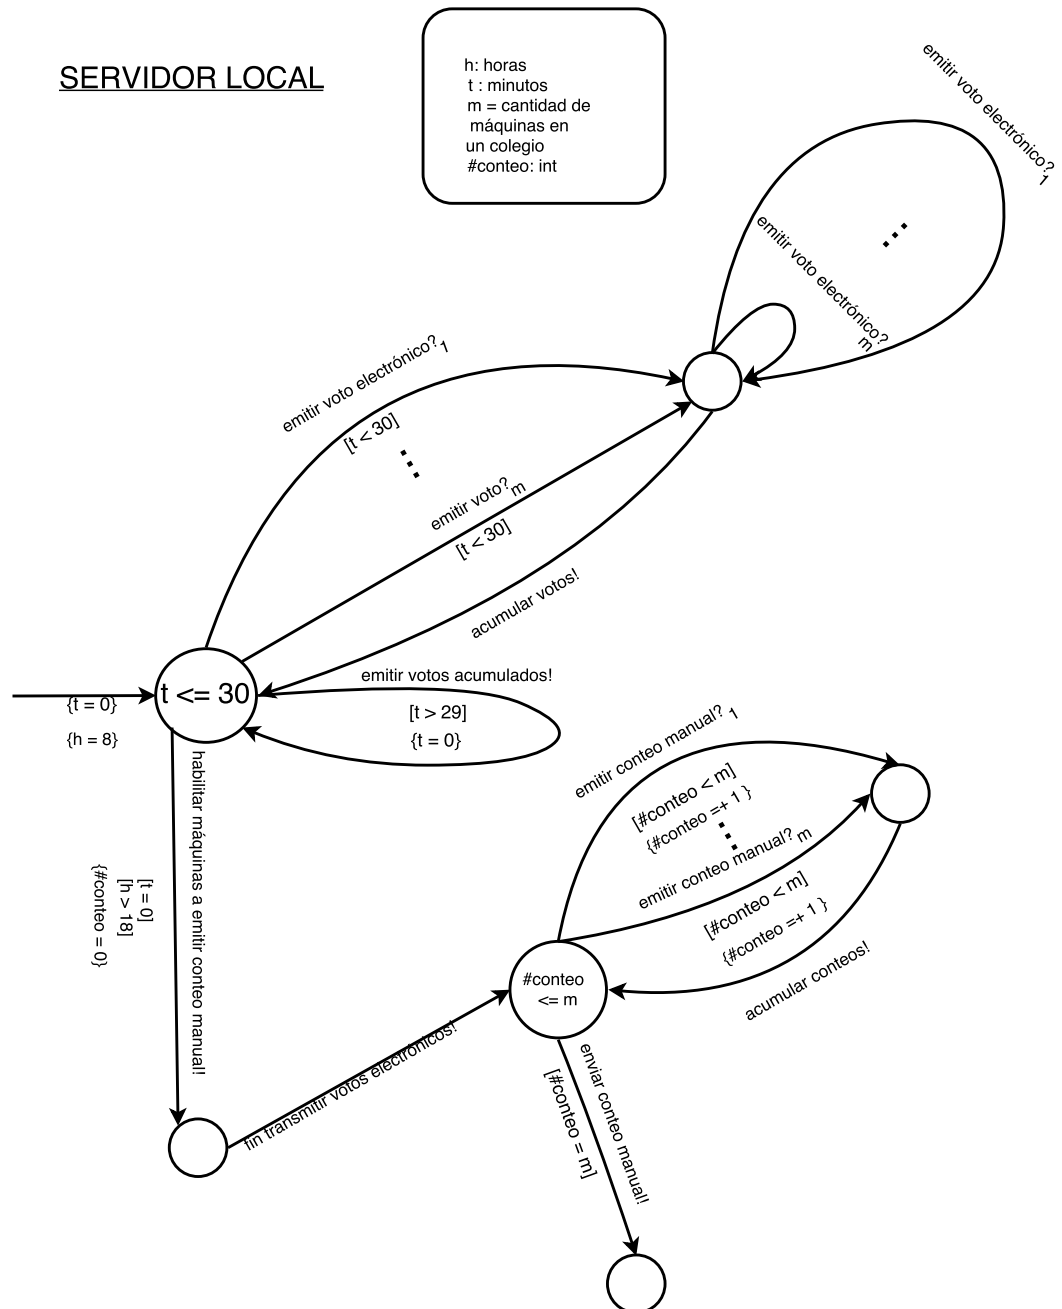 SERVIDOR LOCAL
h: horas
t : minutos
m = cantidad de
máquinas en
un colegio
#conteo: int
emitir voto electrónico?
1
emitir voto electrónico?
m
emitir voto electrónico?
1
[t < 30]
emitir voto?
m
[t < 30]
acumular votos!
t <= 30
{t = 0}
{h = 8}
emitir votos acumulados!
[t > 29]
{t = 0}
habilitar máquinas a emitir conteo manual!
[t = 0]
[h > 18]
{#conteo = 0}
emitir conteo manual?
1
[#conteo < m]
{#conteo =+ 1 }
emitir conteo manual?
m
[#conteo < m]
{#conteo =+ 1 }
acumular conteos!
#conteo
<= m
fin transmitir votos electrónicos!
enviar conteo manual!
[#conteo = m]